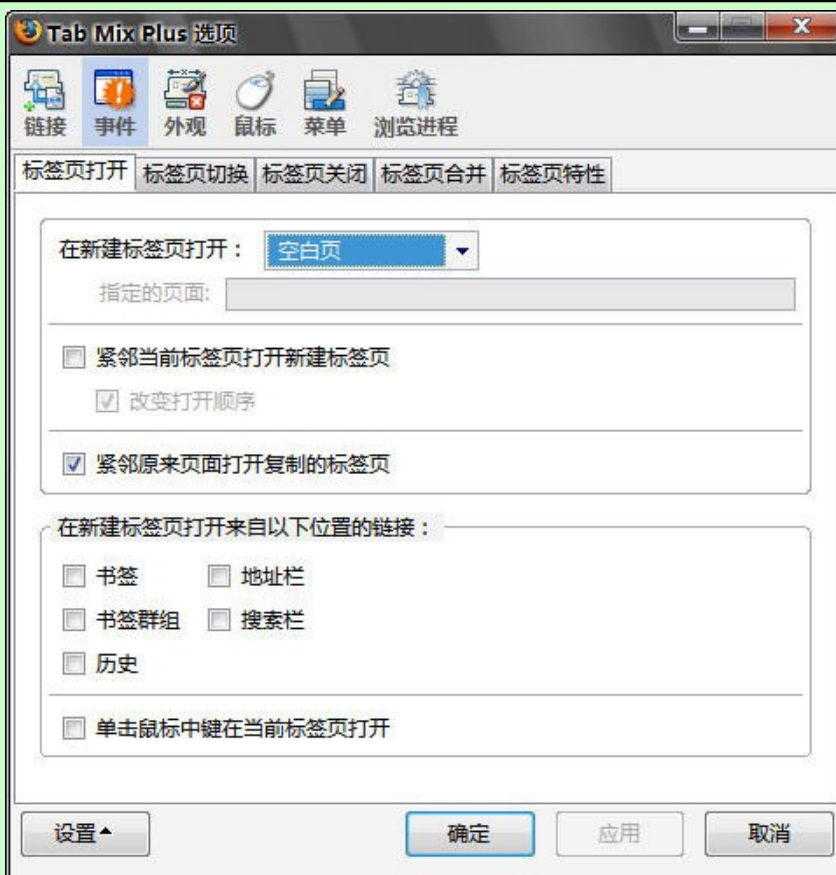 Tab Mix Plus 选项
链接 事件 外观 鼠标 菜单 浏览进程
标签页打开 标签页切换 标签页关闭 标签页合并 标签页特性
在新建标签页打开： 空白页
指定的页面:
紧邻当前标签页打开新建标签页
改变打开顺序
紧邻原来页面打开复制的标签页
在新建标签页打开来自以下位置的链接：
书签 地址栏
书签群组 搜索栏
历史
单击鼠标中键在当前标签页打开
设置 确定 应用 取消